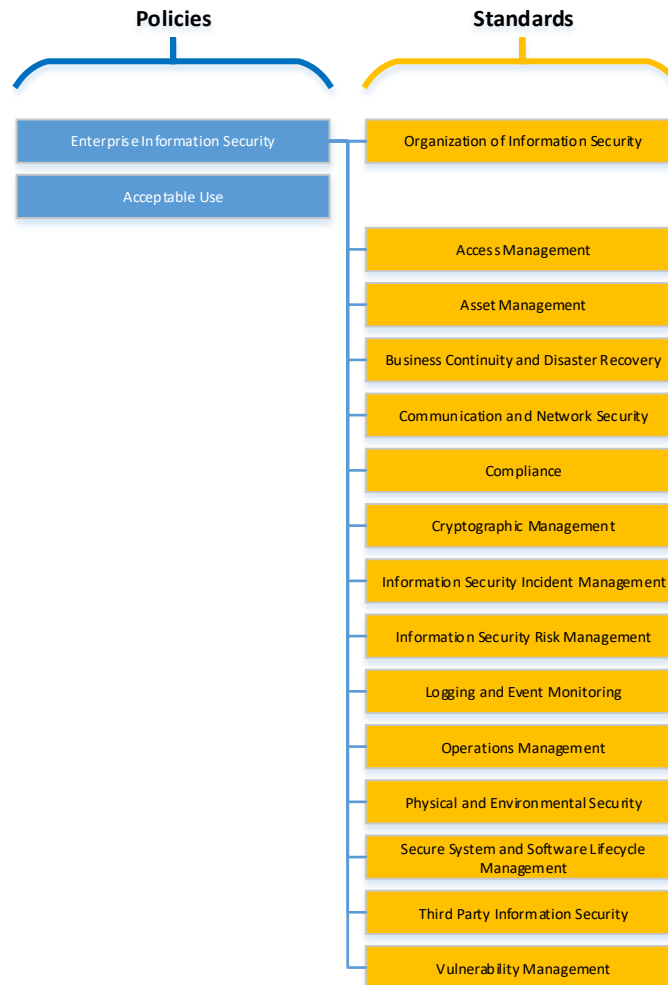 Policies
Standards
Enterprise Information Security
Organization of Information Security
Acceptable Use
Access Management
Asset Management
Business Continuity and Disaster Recovery
Communication and Network Security
Compliance
Cryptographic Management
Information Security Incident Management
Information Security Risk Management
Logging and Event Monitoring
Operations Management
Physical and Environmental Security
Secure System and Software Lifecycle
Management
Third Party Information Security
Vulnerability Management